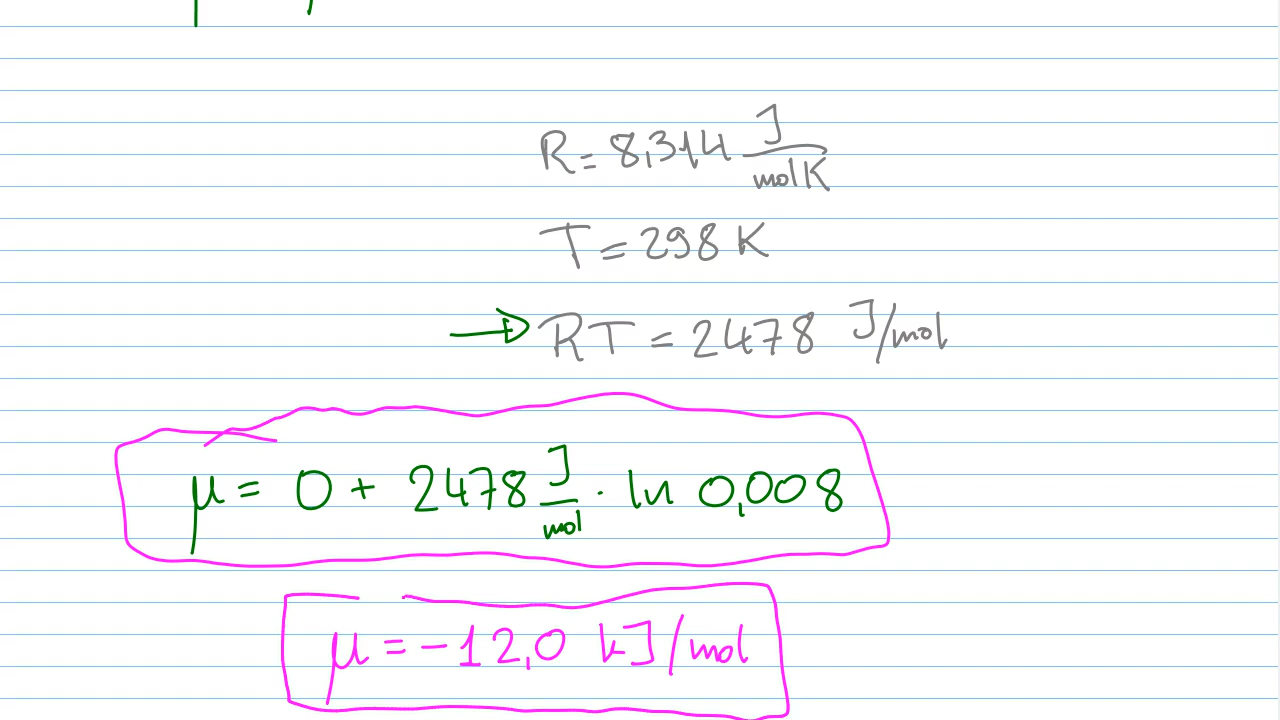 R = 8,314 J/molK
T = 298 K
→ RT = 2478 J/mol
μ = 0 + 2478 J/mol · ln 0,008
μ = -12,0 kJ/mol